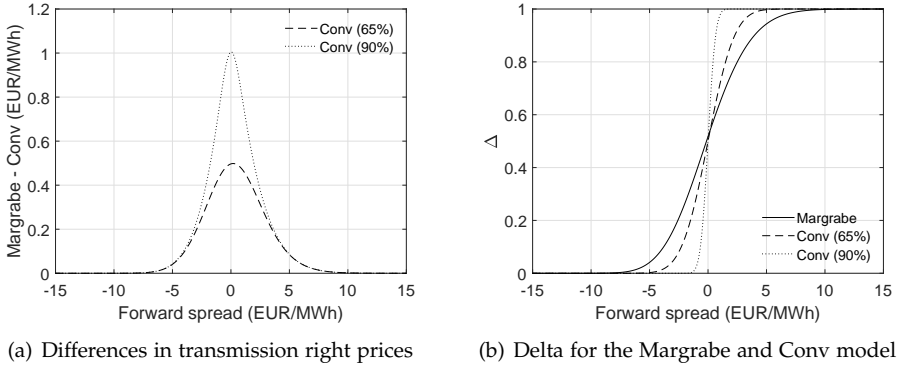 1.2
1
0.8
0.6
0.4
0.2
0
Margrabe - Conv (EUR/MWh)
Conv (65%)
Conv (90%)
-15 -10 -5 0 5 10 15
Forward spread (EUR/MWh)
(a) Differences in transmission right prices
1
0.8
0.6
0.4
0.2
0
Δ
Margrabe
Conv (65%)
Conv (90%)
-15 -10 -5 0 5 10 15
Forward spread (EUR/MWh)
(b) Delta for the Margrabe and Conv model